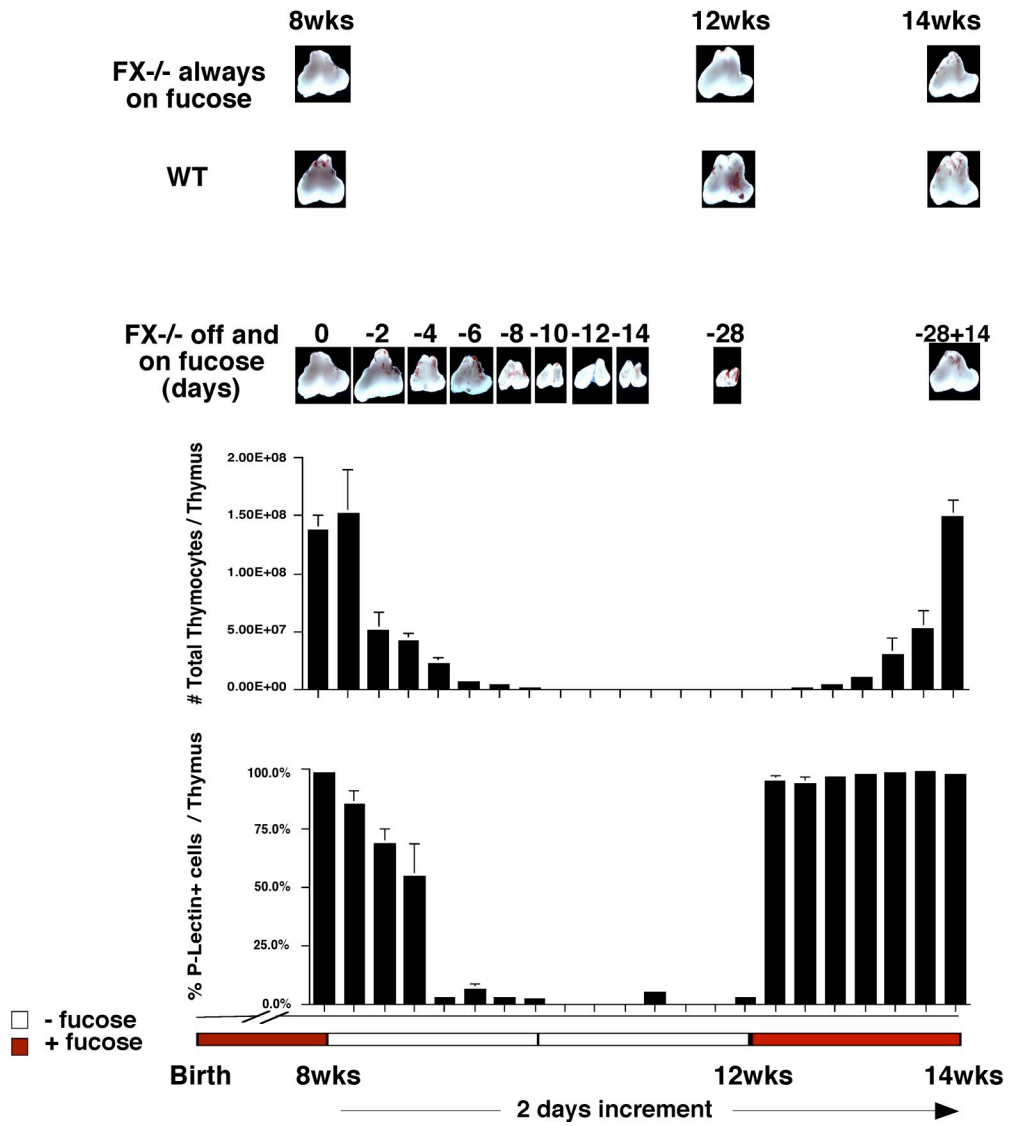 8wks 12wks 14wks
FX-/- always
on fucose
WT
FX-/- off and
on fucose
(days)
0 -2 -4 -6 -8 -10 -12 -14 -28 -28+14
# Total Thymocytes / Thymus
2.00E+08
1.50E+08
1.00E+08
5.00E+07
0.00E+00
% P-Lectin+ cells / Thymus
100.0%
75.0%
50.0%
25.0%
0.0%
- fucose
+ fucose
Birth 8wks 12wks 14wks
2 days increment